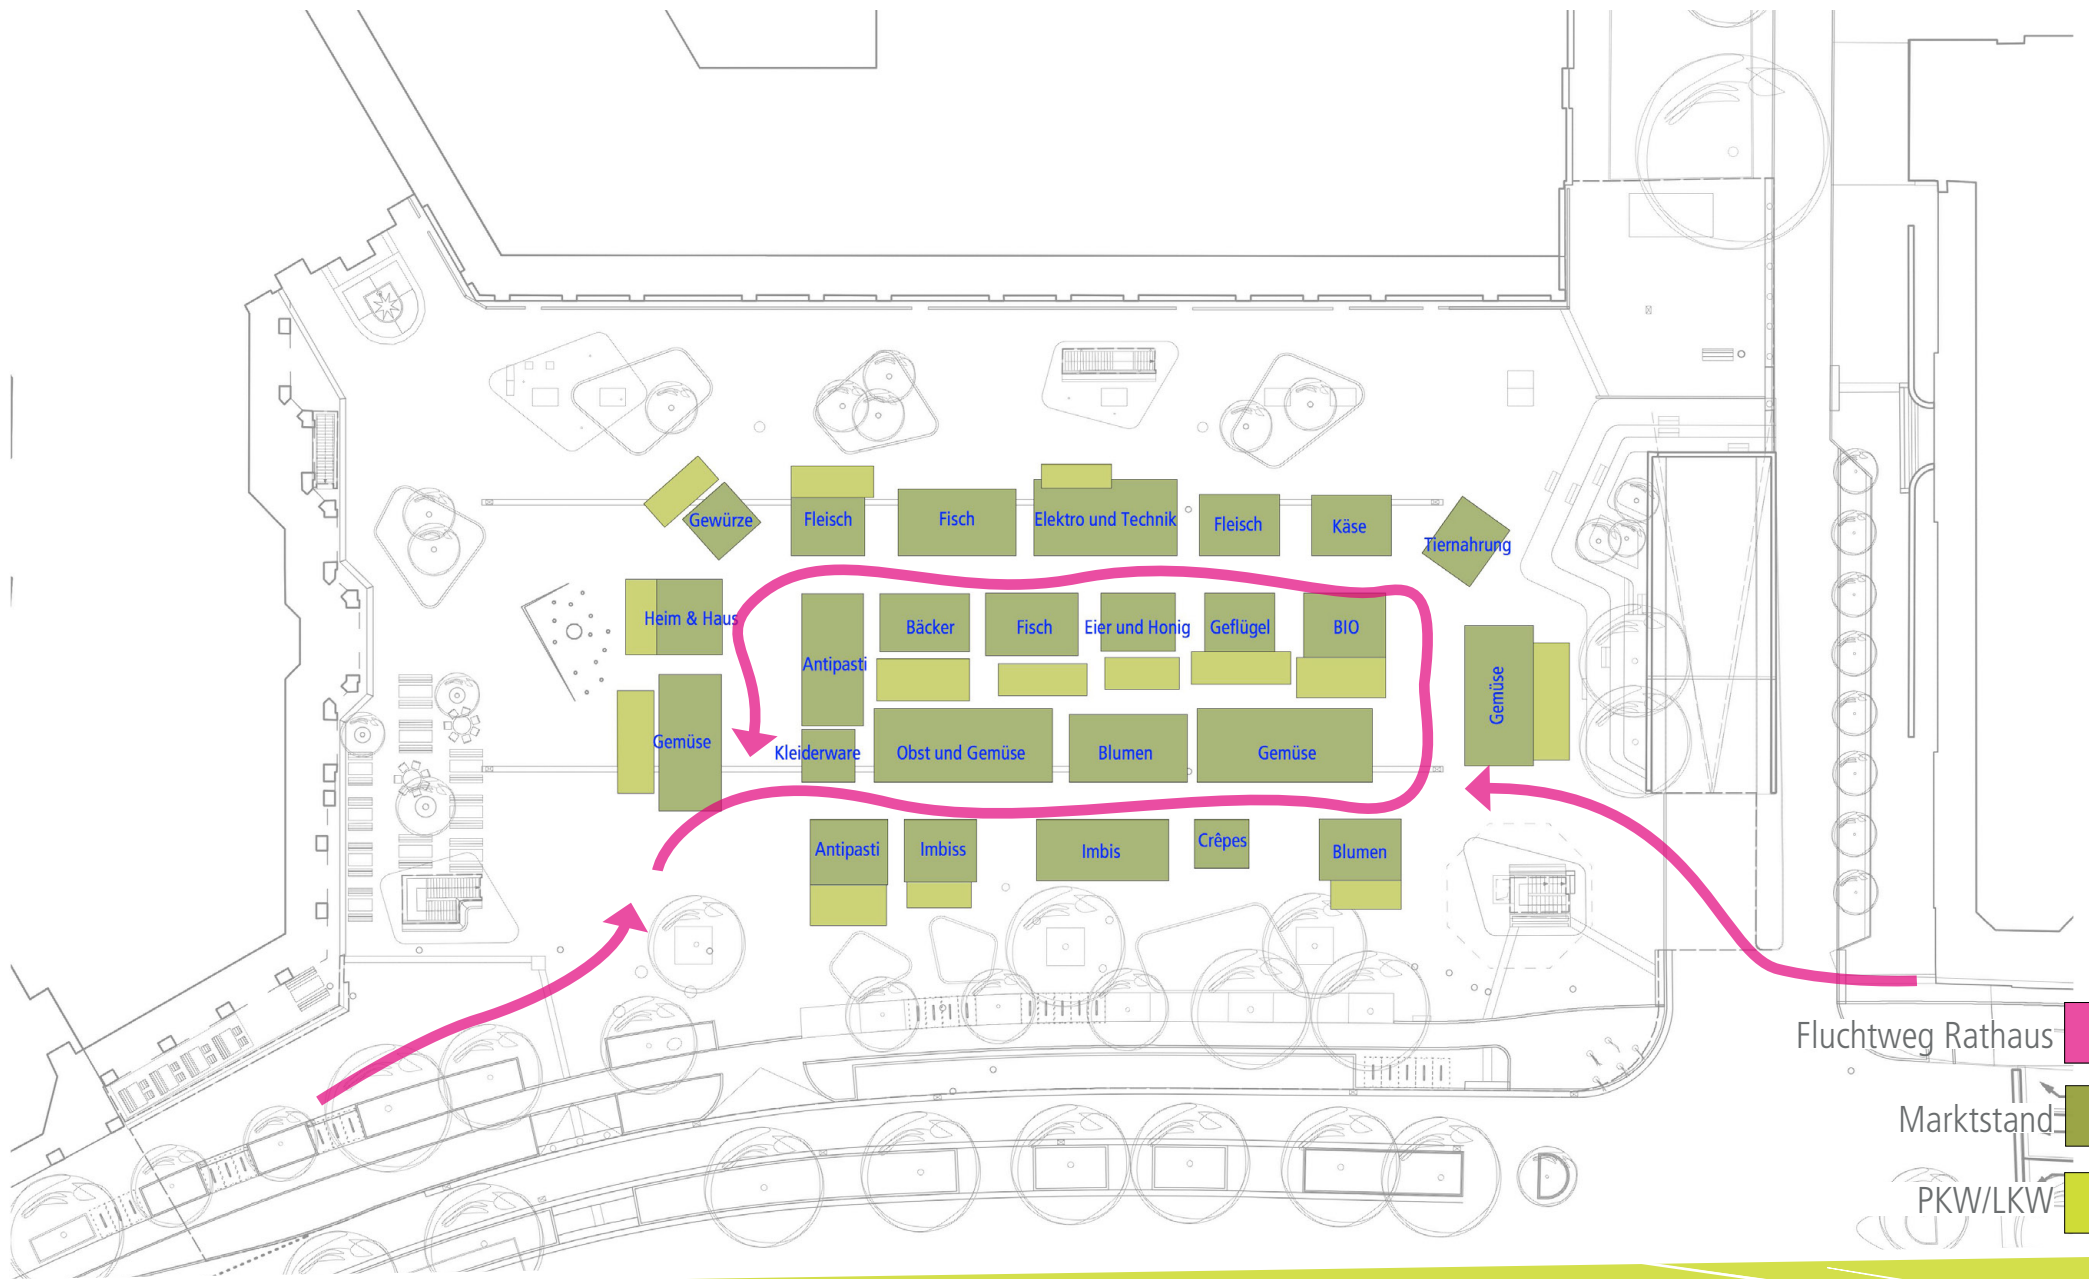 Gewürze
Fleisch
Fisch
Elektro und Technik
Fleisch
Käse
Tiernahrung
Heim & Haus
Antipasti
Bäcker
Fisch
Eier und Honig
Geflügel
BIO
Gemüse
Gemüse
Kleiderware
Obst und Gemüse
Blumen
Gemüse
Antipasti
Imbiss
Imbis
Crêpes
Blumen
Fluchtweg Rathaus
Marktstand
PKW/LKW